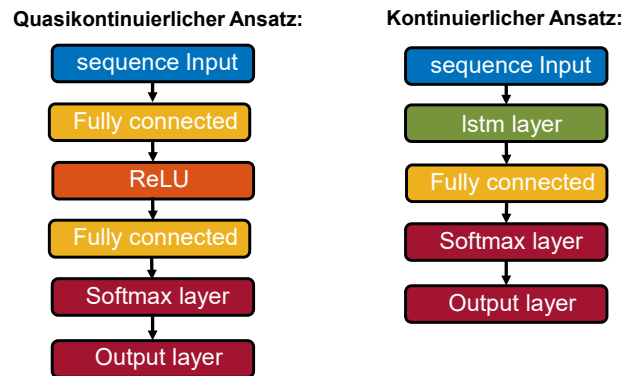 Quasikontinuierlicher Ansatz:
sequence Input
Fully connected
ReLU
Fully connected
Softmax layer
Output layer
Kontinuierlicher Ansatz:
sequence Input
lstm layer
Fully connected
Softmax layer
Output layer